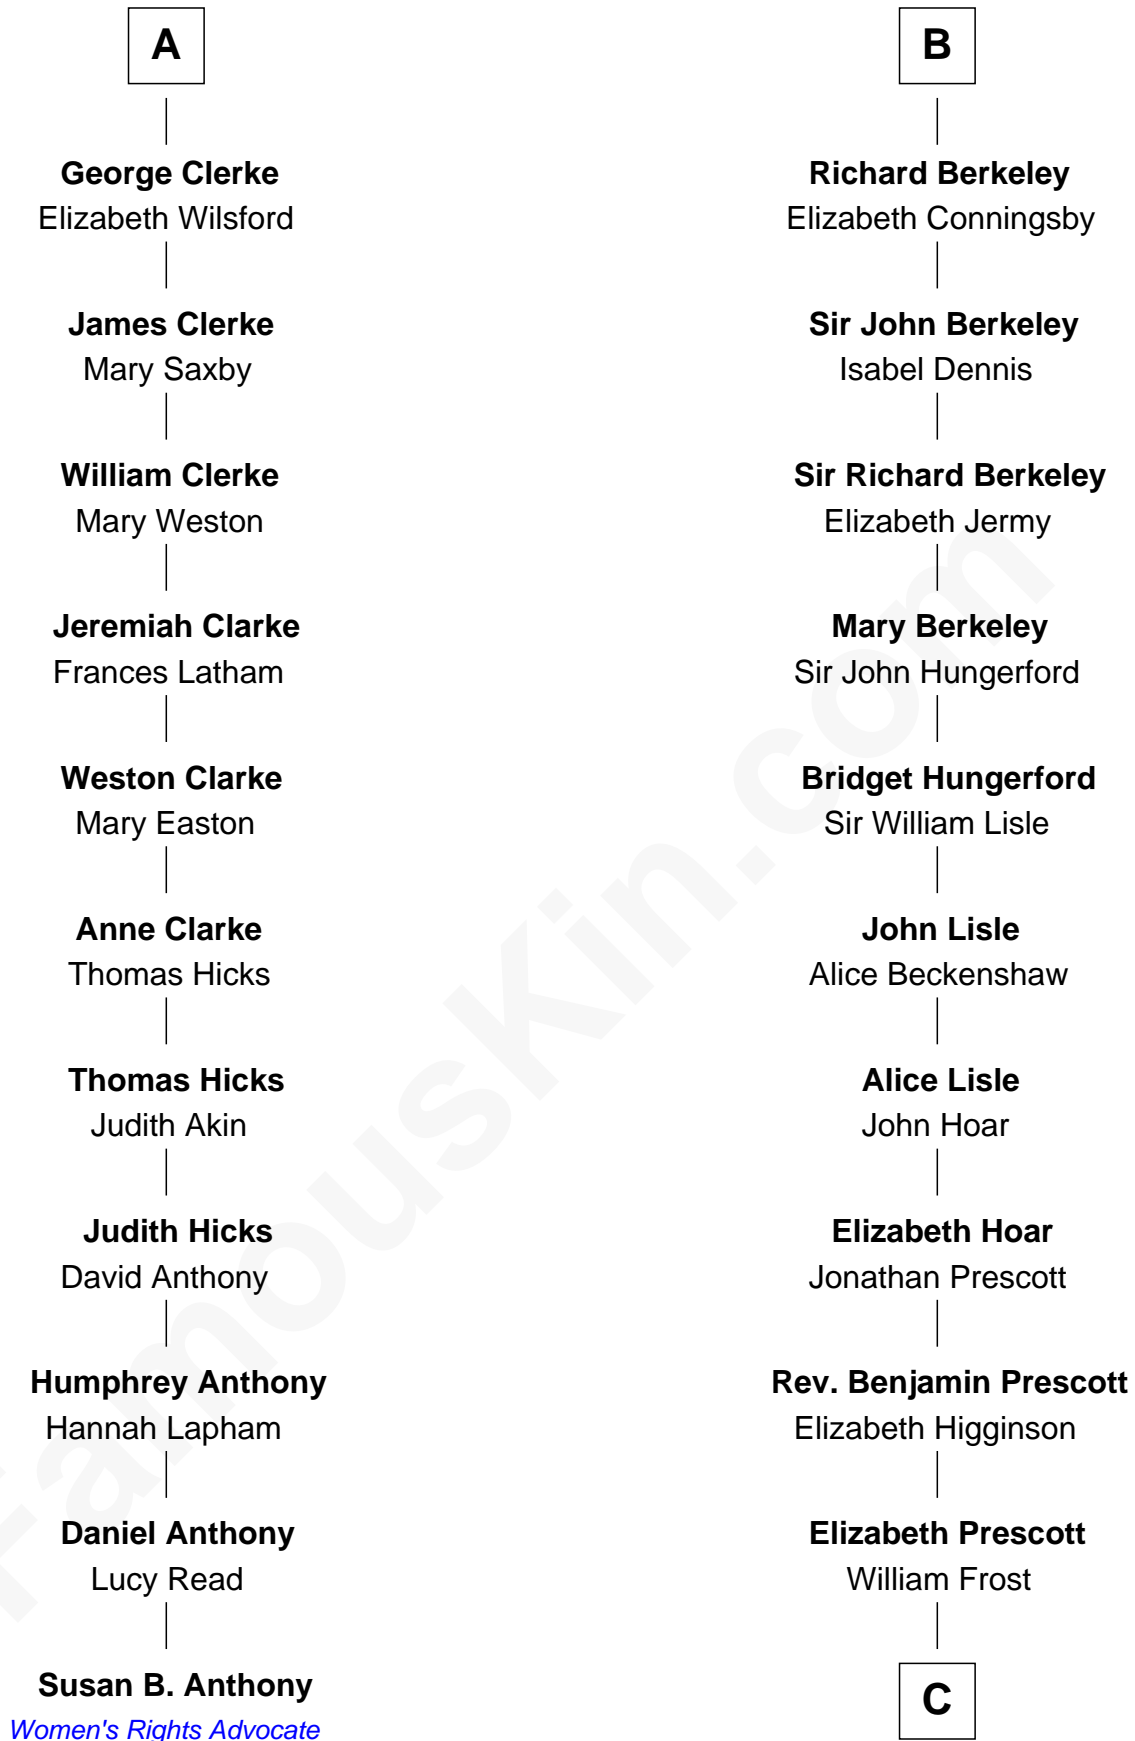 A
George Clerke
Elizabeth Wilsford
James Clerke
Mary Saxby
William Clerke
Mary Weston
Jeremiah Clarke
Frances Latham
Weston Clarke
Mary Easton
Anne Clarke
Thomas Hicks
Thomas Hicks
Judith Akin
Judith Hicks
David Anthony
Humphrey Anthony
Hannah Lapham
Daniel Anthony
Lucy Read
Susan B. Anthony
Women's Rights Advocate
B
Richard Berkeley
Elizabeth Conningsby
Sir John Berkeley
Isabel Dennis
Sir Richard Berkeley
Elizabeth Jermy
Mary Berkeley
Sir John Hungerford
Bridget Hungerford
Sir William Lisle
John Lisle
Alice Beckenshaw
Alice Lisle
John Hoar
Elizabeth Hoar
Jonathan Prescott
Rev. Benjamin Prescott
Elizabeth Higginson
Elizabeth Prescott
William Frost
C
FamousKin.com